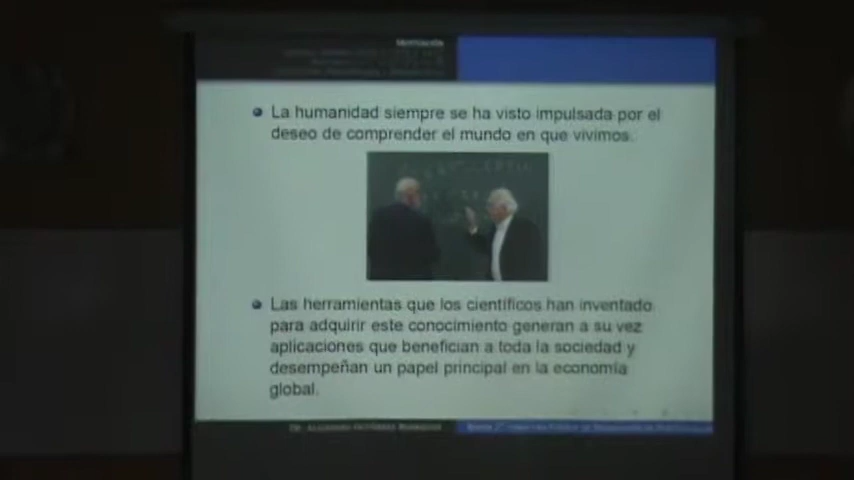 Motivación
La humanidad siempre se ha visto impulsada por el
deseo de comprender el mundo en que vivimos.
Las herramientas que los científicos han inventado
para adquirir este conocimiento generan a su vez
aplicaciones que benefician a toda la sociedad y
desempeñan un papel principal en la economía
global.